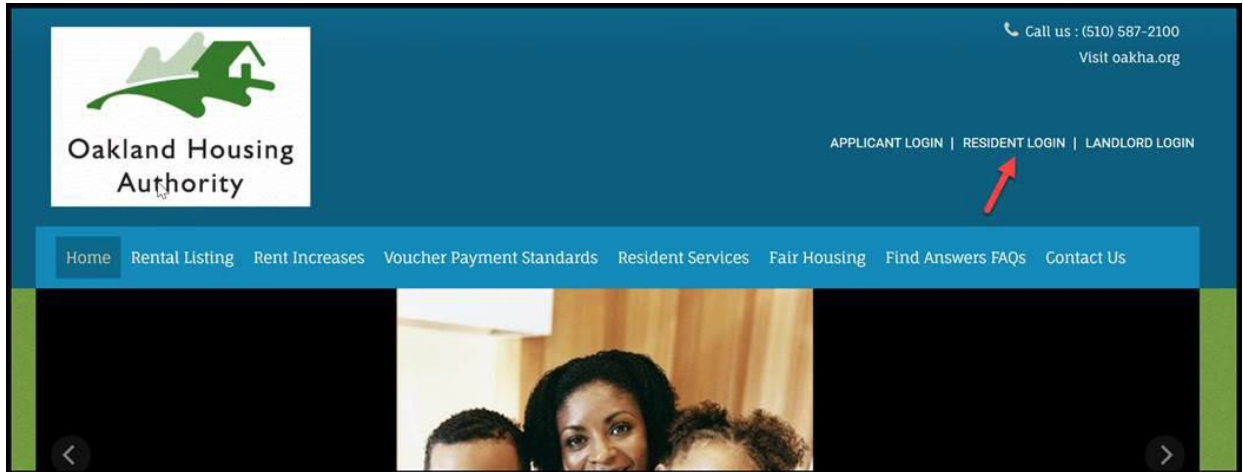 Call us : (510) 587-2100
Visit oakha.org
Oakland Housing
Authority
APPLICANT LOGIN | RESIDENT LOGIN | LANDLORD LOGIN
Home Rental Listing Rent Increases Voucher Payment Standards Resident Services Fair Housing Find Answers FAQs Contact Us